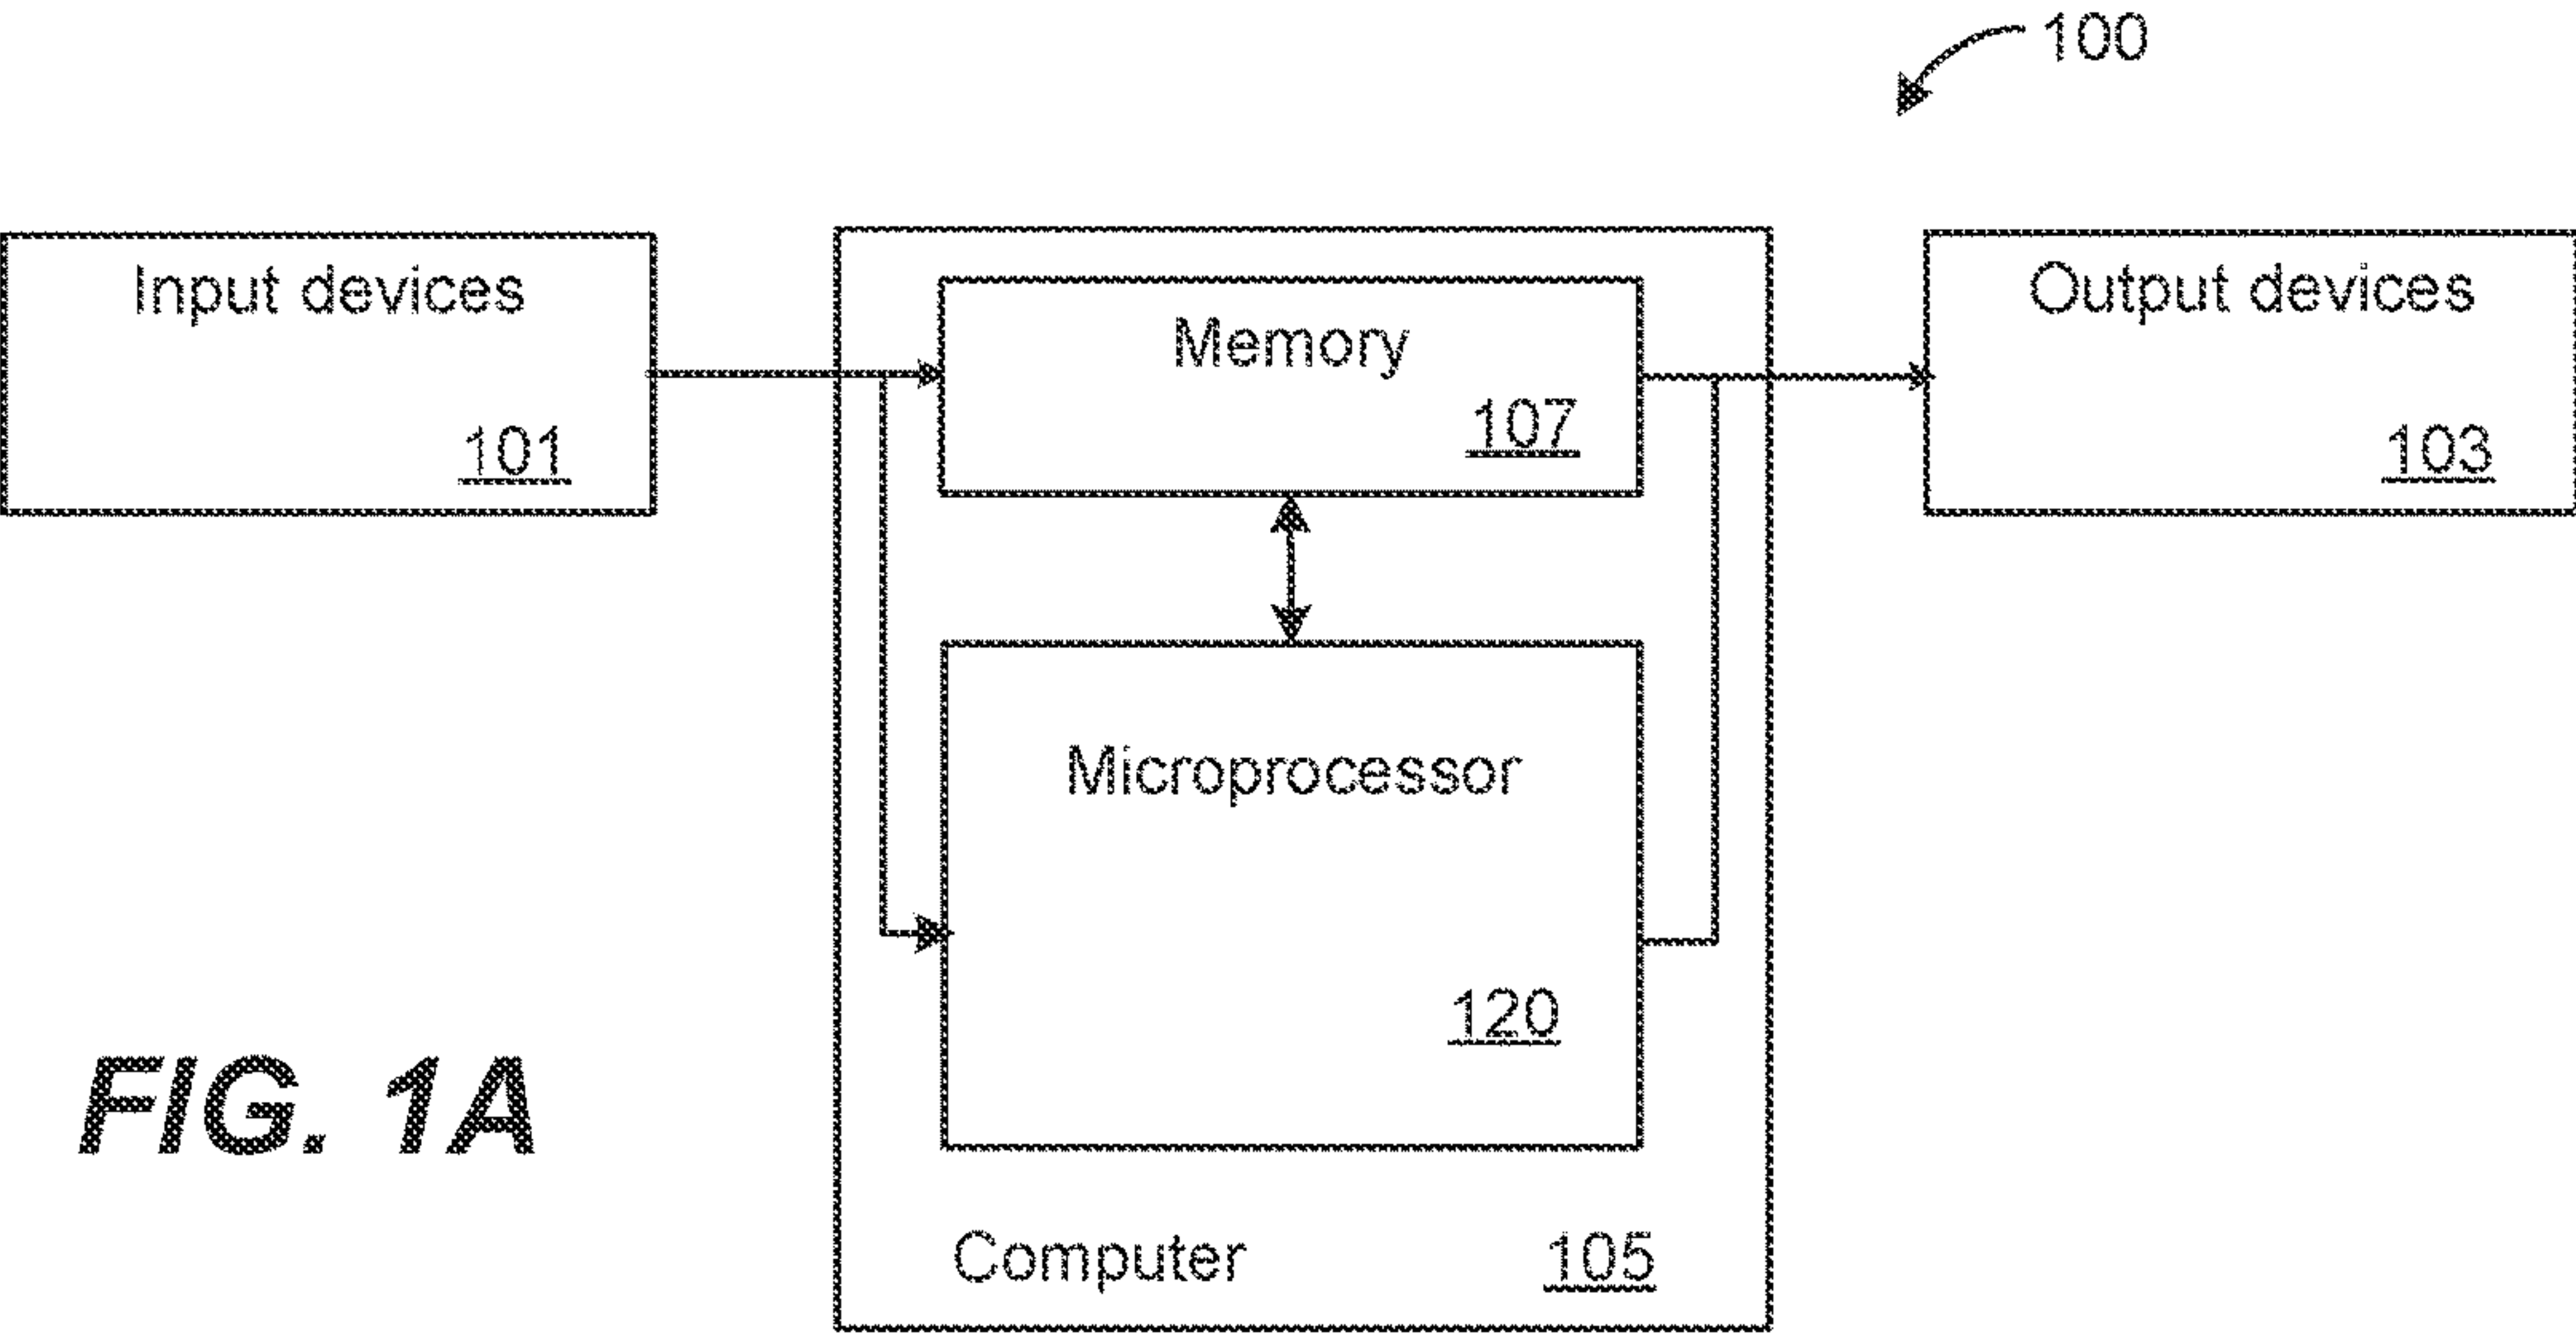 100
Input devices
101
Memory
107
Output devices
103
Microprocessor
120
Computer 105
FIG. 1A